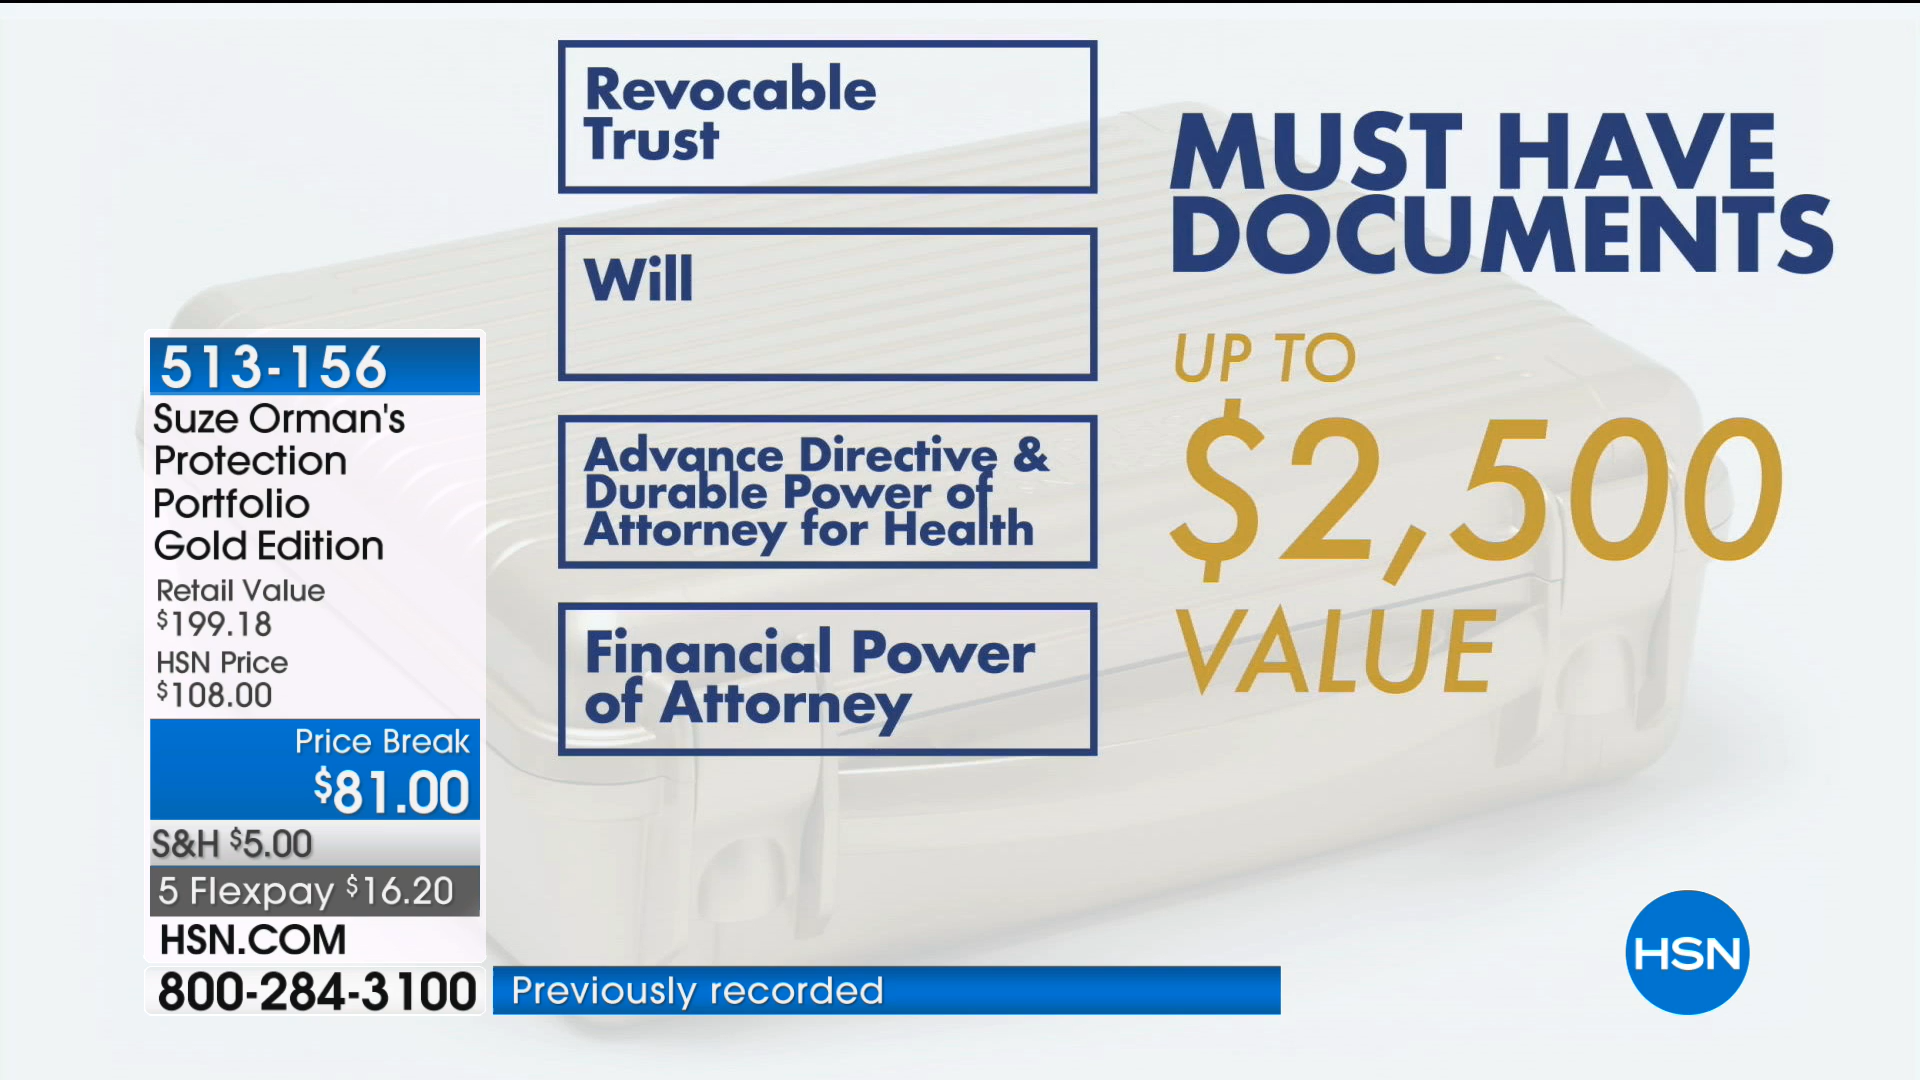 Revocable
Trust
Will
Advance Directive &
Durable Power of
Attorney for Health
Financial Power
of Attorney
MUST HAVE
DOCUMENTS
UP TO
$2,500
VALUE
513-156
Suze Orman's
Protection
Portfolio
Gold Edition
Retail Value
$199.18
HSN Price
$108.00
Price Break
$81.00
S&H $5.00
5 Flexpay $16.20
HSN.COM
800-284-3100
Previously recorded
HSN